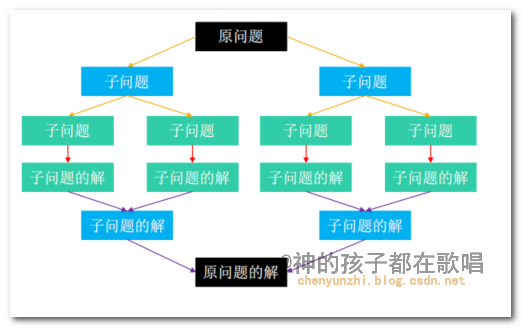 原问题
子问题 子问题
子问题 子问题 子问题 子问题
子问题的解 子问题的解 子问题的解 子问题的解
子问题的解 子问题的解
原问题的解
@神的孩子都在歌唱
chenyunzhi.blog.csdn.net